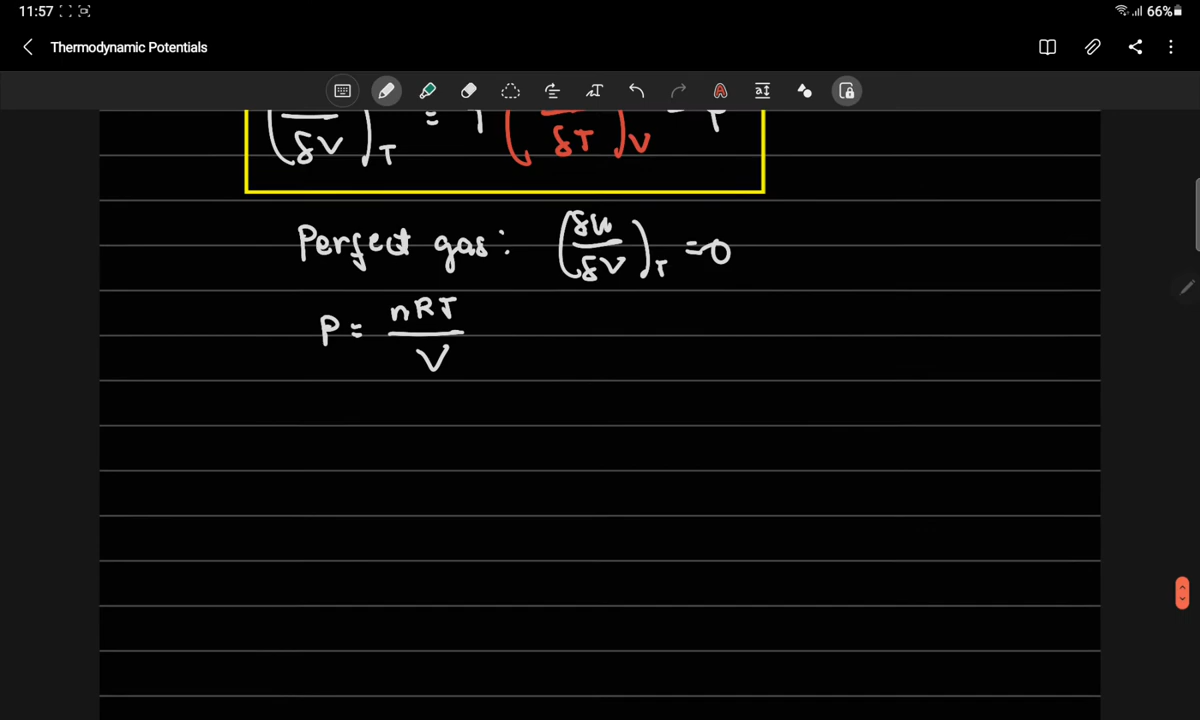 11:57 66%
Thermodynamic Potentials
(δV)T = T (δT)V - P
Perfect gas: (δU/δV)T = 0
P = nRT/V